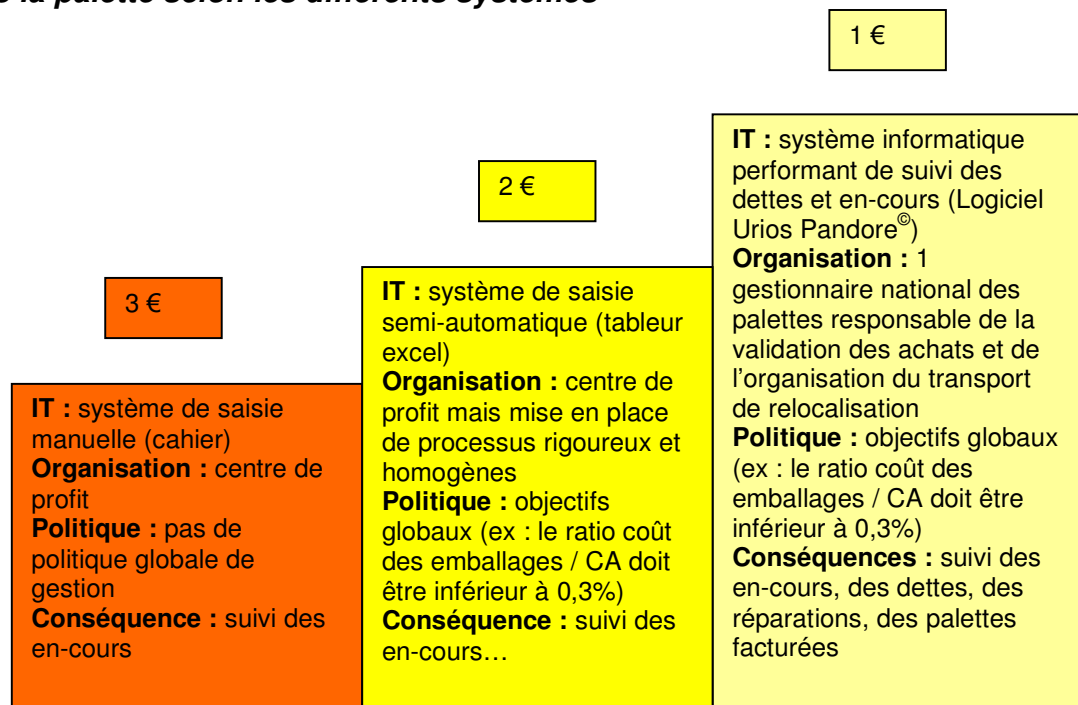 la palette selon les différents systèmes
1 €
2 €
3 €
IT : système de saisie
manuelle (cahier)
Organisation : centre de
profit
Politique : pas de
politique globale de
gestion
Conséquence : suivi des
en-cours
IT : système de saisie
semi-automatique (tableur
excel)
Organisation : centre de
profit mais mise en place
de processus rigoureux et
homogènes
Politique : objectifs
globaux (ex : le ratio coût
des emballages / CA doit
être inférieur à 0,3%)
Conséquence : suivi des
en-cours…
IT : système informatique
performant de suivi des
dettes et en-cours (Logiciel
Urios Pandore©)
Organisation : 1
gestionnaire national des
palettes responsable de la
validation des achats et de
l’organisation du transport
de relocalisation
Politique : objectifs globaux
(ex : le ratio coût des
emballages / CA doit être
inférieur à 0,3%)
Conséquences : suivi des
en-cours, des dettes, des
réparations, des palettes
facturées